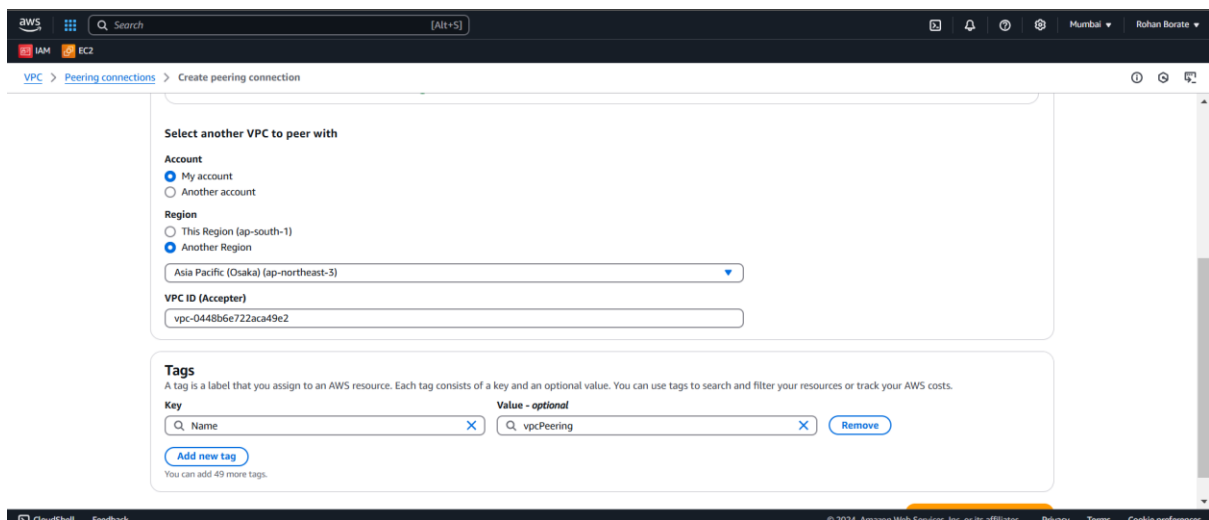 aws Search [Alt+S] Mumbai Rohan Borate
IAM EC2
VPC > Peering connections > Create peering connection
Select another VPC to peer with
Account
My account
Another account
Region
This Region (ap-south-1)
Another Region
Asia Pacific (Osaka) (ap-northeast-3)
VPC ID (Accepter)
vpc-0448b6e722aca49e2
Tags
A tag is a label that you assign to an AWS resource. Each tag consists of a key and an optional value. You can use tags to search and filter your resources or track your AWS costs.
Key Value - optional
Name vpcPeering Remove
Add new tag
You can add 49 more tags.
CloudShell Feedback © 2024, Amazon Web Services, Inc. or its affiliates. Privacy Terms Cookie preferences